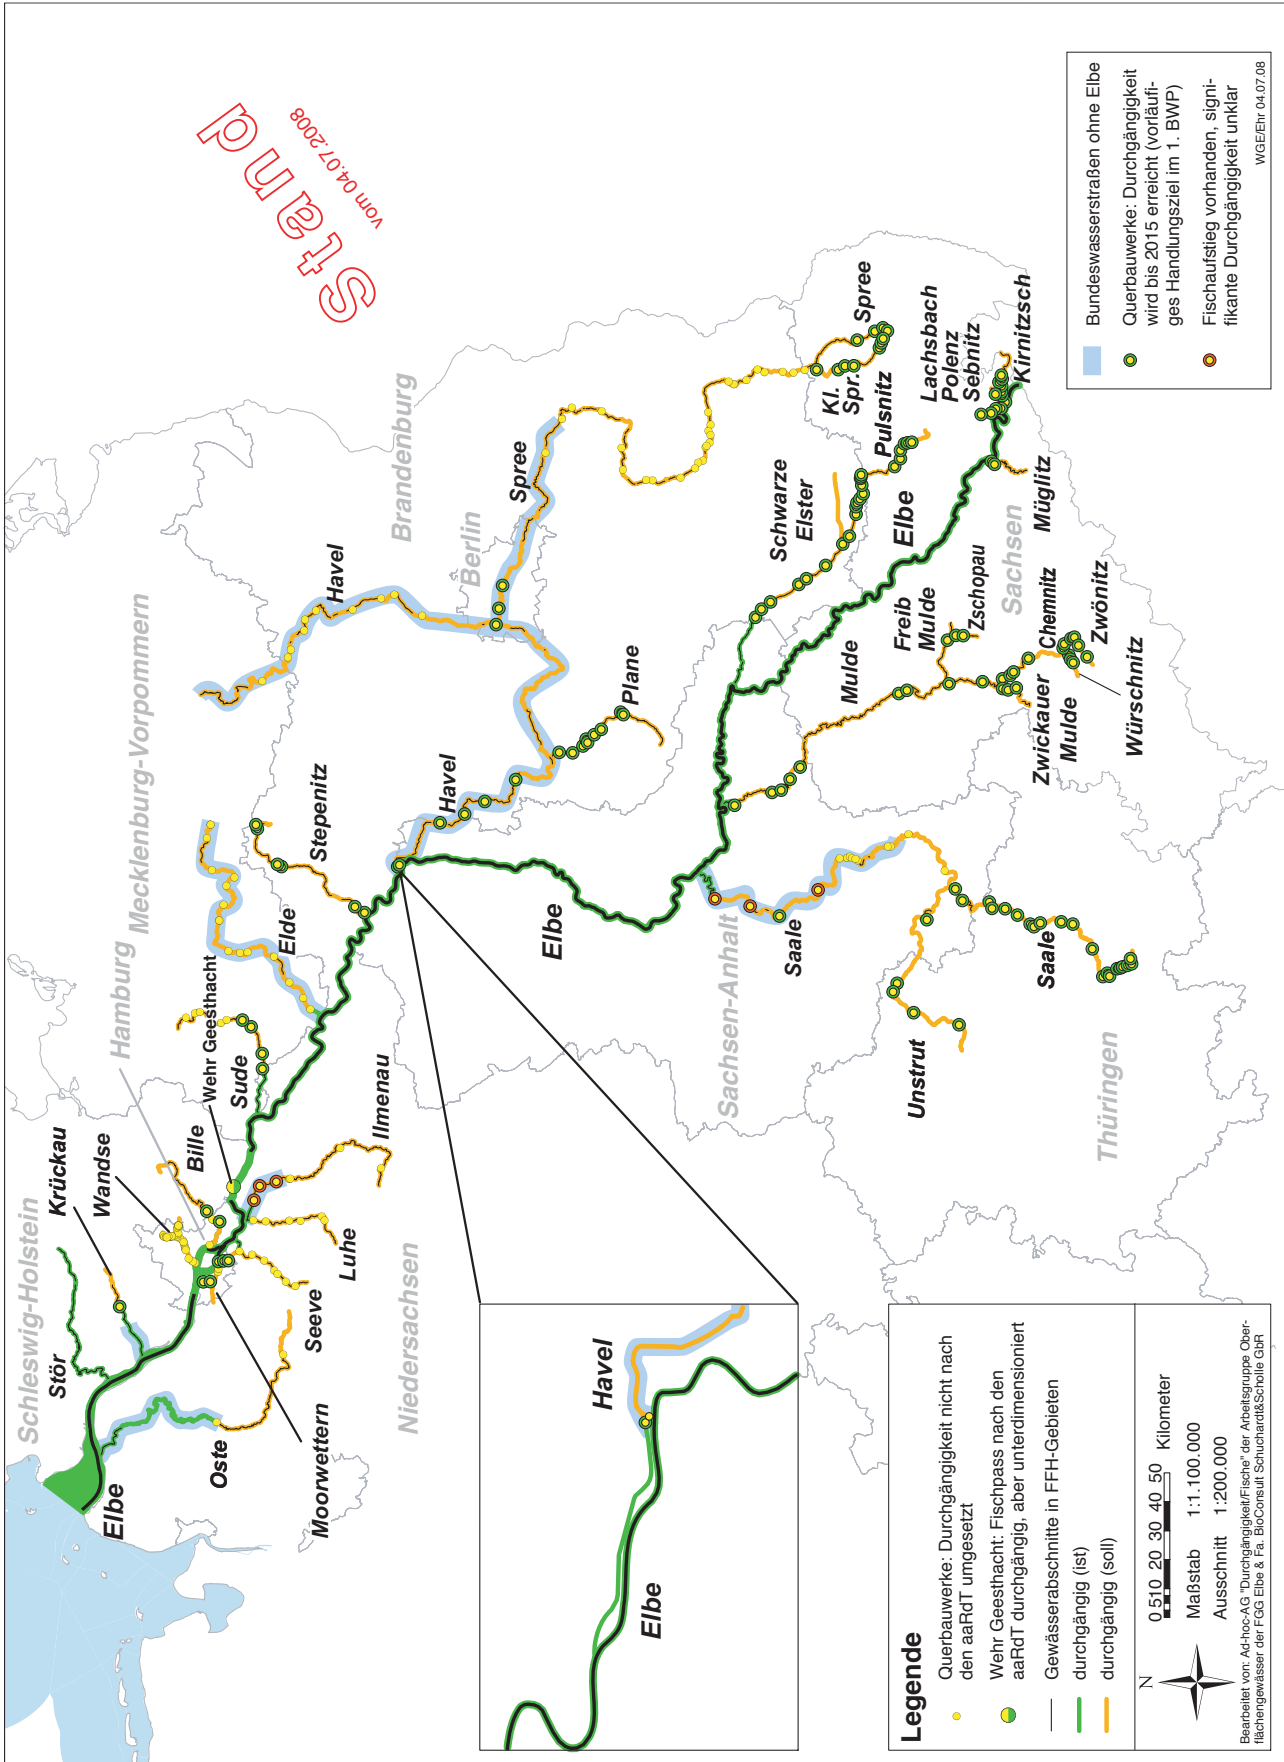 Stand
vom 04.07.2008
Schleswig-Holstein
Hamburg
Mecklenburg-Vorpommern
Brandenburg
Berlin
Niedersachsen
Sachsen-Anhalt
Thüringen
Sachsen
Stör
Krückau
Wandse
Bille
Wehr Geesthacht
Sude
Elde
Stepenitz
Havel
Havel
Spree
Elbe
Oste
Moorwettern
Seeve
Luhe
Ilmenau
Elbe
Plane
Saale
Unstrut
Saale
Mulde
Freib
Mulde
Zschopau
Zwickauer
Mulde
Chemnitz
Zwönitz
Würschnitz
Schwarze
Elster
Elbe
Pulsnitz
Kl.
Spr.
Spree
Lachsbach
Polenz
Sebnitz
Kirnitzsch
Müglitz
Havel
Elbe
Legende
Querbauwerke: Durchgängigkeit nicht nach
den aaRdT umgesetzt
Wehr Geesthacht: Fischpass nach den
aaRdT durchgängig, aber unterdimensioniert
Gewässerabschnitte in FFH-Gebieten
durchgängig (ist)
durchgängig (soll)
N
0 5 10 20 30 40 50 Kilometer
Maßstab 1:1.100.000
Ausschnitt 1:200.000
Bearbeitet von: Ad-hoc-AG "Durchgängigkeit/Fische" der Arbeitsgruppe Ober-
flächengewässer der FGG Elbe & Fa. BioConsult Schuchardt&Scholle GbR
Bundeswasserstraßen ohne Elbe
Querbauwerke: Durchgängigkeit
wird bis 2015 erreicht (vorläufi-
ges Handlungsziel im 1. BWP)
Fischaufstieg vorhanden, signi-
fikante Durchgängigkeit unklar
WGE/Ehr 04.07.08